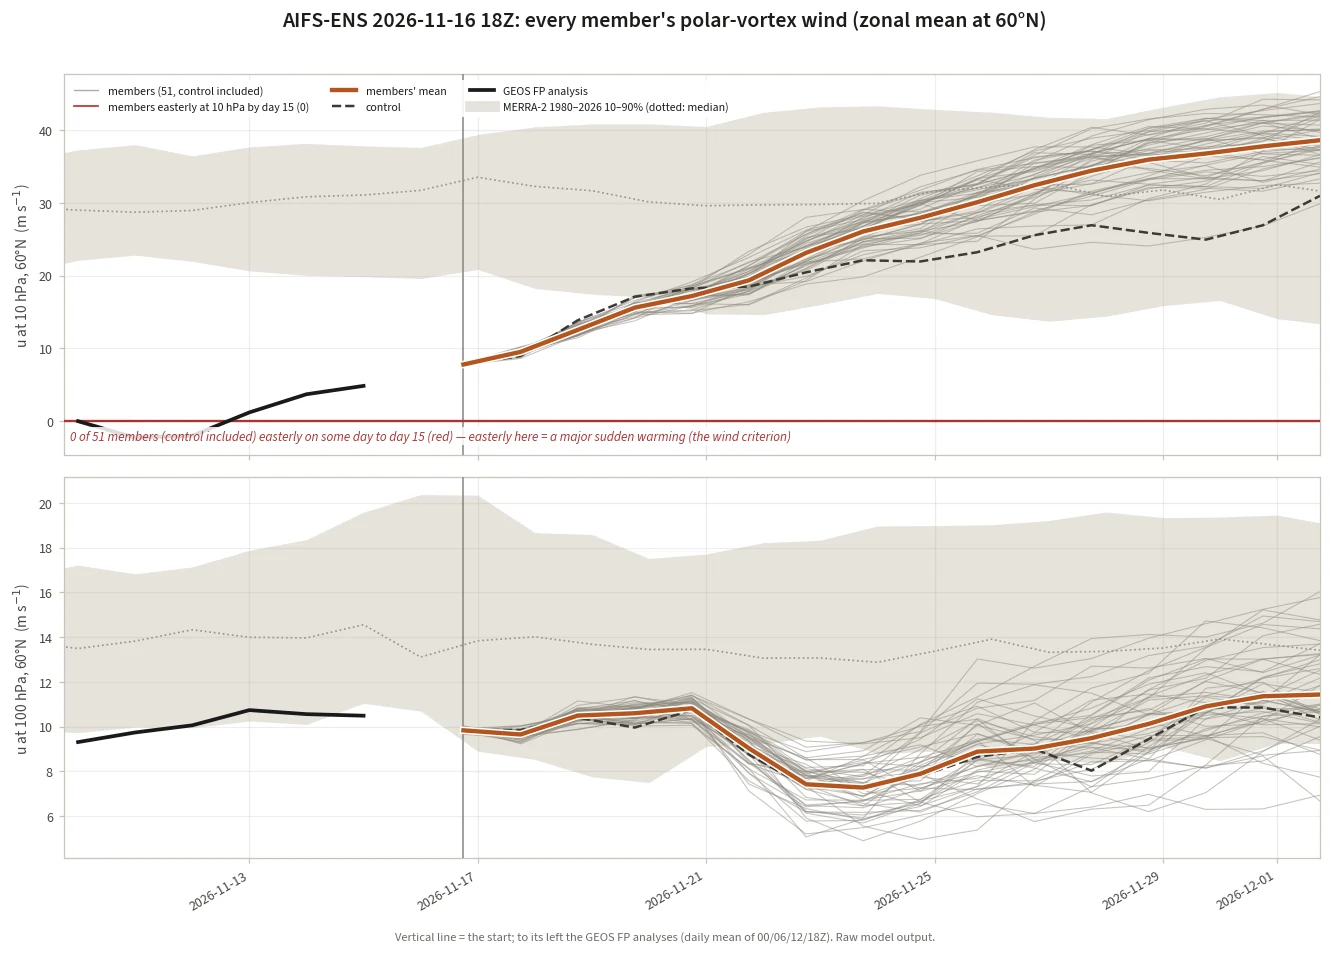 AIFS-ENS 2026-11-16 18Z: every member's polar-vortex wind (zonal mean at 60°N)
members (51, control included)
members easterly at 10 hPa by day 15 (0)
members' mean
control
GEOS FP analysis
MERRA-2 1980–2026 10–90% (dotted: median)
u at 10 hPa, 60°N (m s⁻¹)
40
30
20
10
0
0 of 51 members (control included) easterly on some day to day 15 (red) — easterly here = a major sudden warming (the wind criterion)
u at 100 hPa, 60°N (m s⁻¹)
20
18
16
14
12
10
8
6
2026-11-13
2026-11-17
2026-11-21
2026-11-25
2026-11-29
2026-12-01
Vertical line = the start; to its left the GEOS FP analyses (daily mean of 00/06/12/18Z). Raw model output.